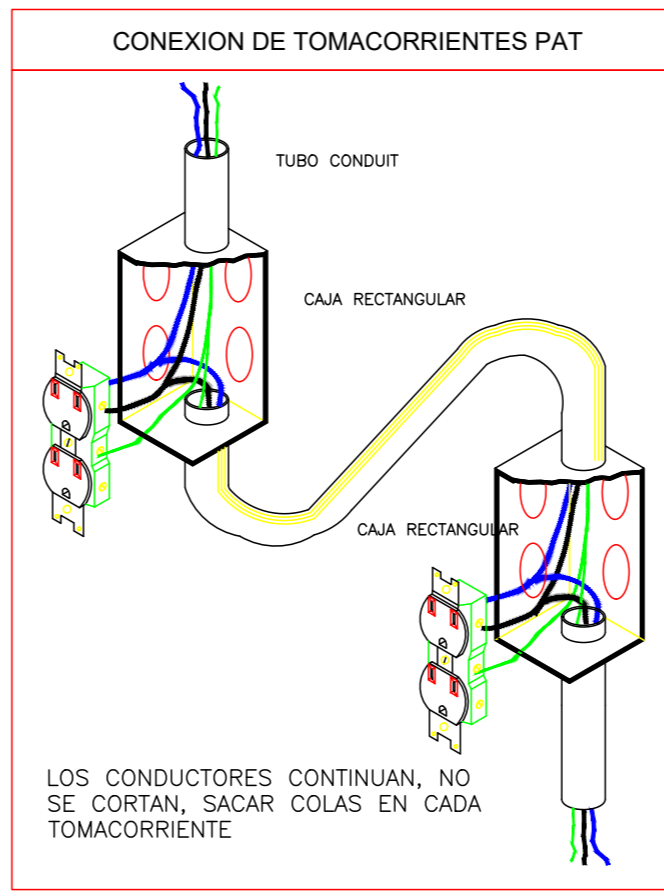 CONEXION DE TOMACORRIENTES PAT
TUBO CONDUIT
CAJA RECTANGULAR
CAJA RECTANGULAR
LOS CONDUCTORES CONTINUAN, NO
SE CORTAN, SACAR COLAS EN CADA
TOMACORRIENTE